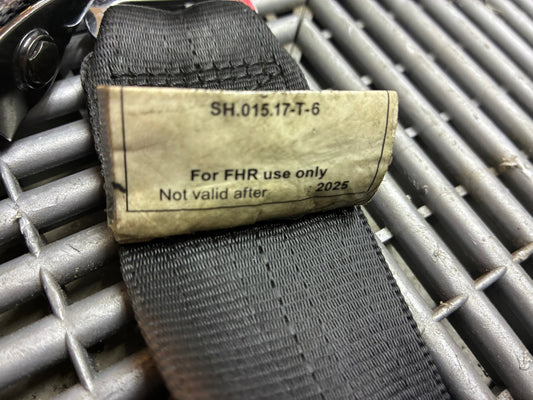 SH.015.17-T-6
For FHR use only
Not valid after : 2025